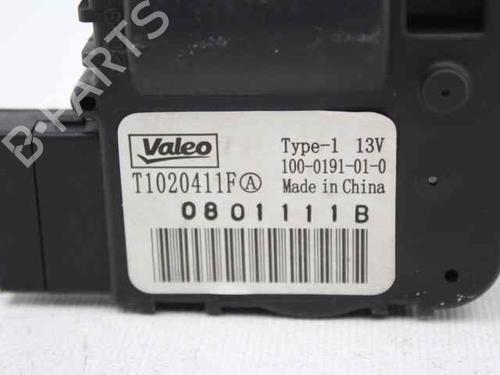 Valeo
Type-1 13V
100-0191-01-0
T1020411FⒶ
Made in China
0801111B
B-PARTS